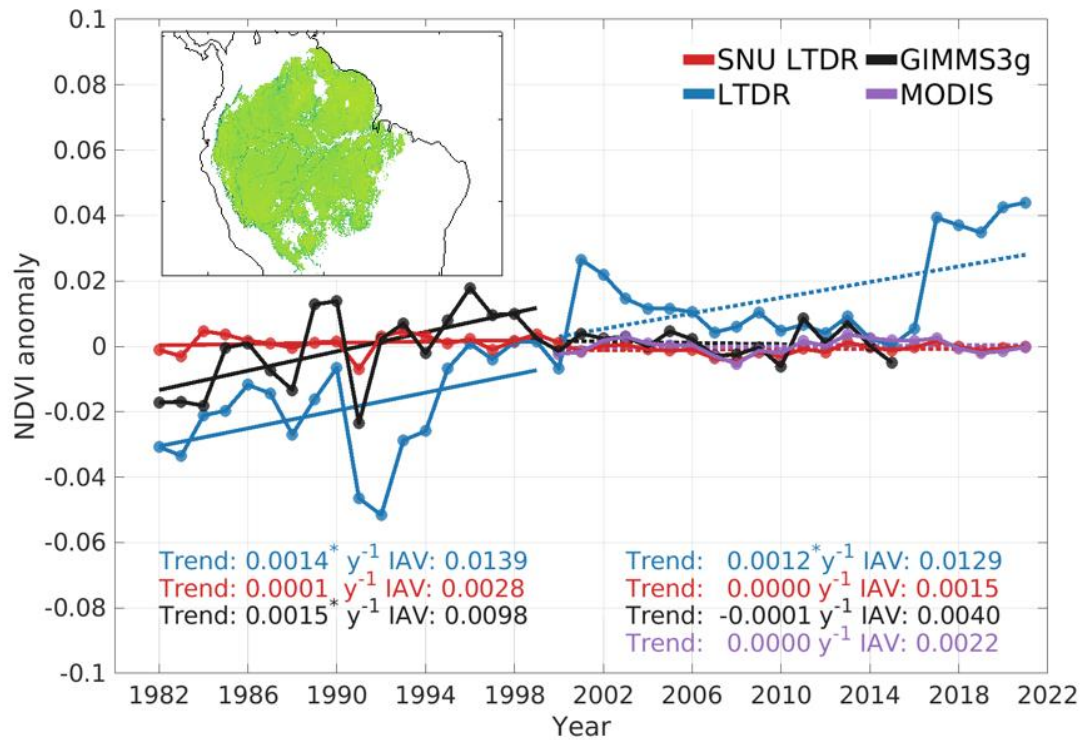 0.1
0.08
0.06
0.04
0.02
0
-0.02
-0.04
-0.06
-0.08
-0.1
NDVI anomaly
SNU LTDR
GIMMS3g
LTDR
MODIS
Trend: 0.0014* y⁻¹ IAV: 0.0139
Trend: 0.0001 y⁻¹ IAV: 0.0028
Trend: 0.0015* y⁻¹ IAV: 0.0098
Trend: 0.0012* y⁻¹ IAV: 0.0129
Trend: 0.0000 y⁻¹ IAV: 0.0015
Trend: -0.0001 y⁻¹ IAV: 0.0040
Trend: 0.0000 y⁻¹ IAV: 0.0022
1982 1986 1990 1994 1998 2002 2006 2010 2014 2018 2022
Year